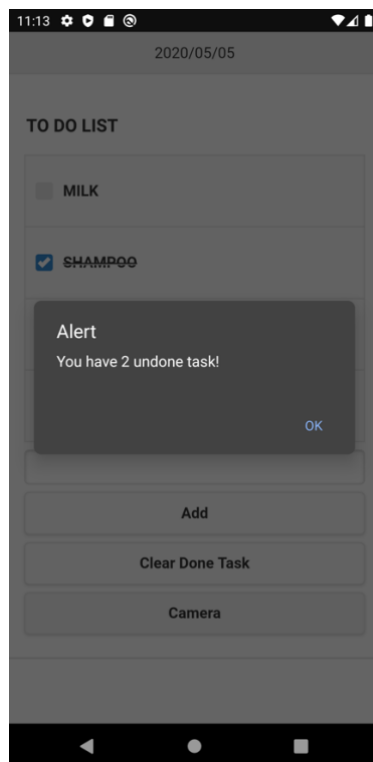 11:13
2020/05/05
TO DO LIST
MILK
SHAMPOO
Alert
You have 2 undone task!
OK
Add
Clear Done Task
Camera